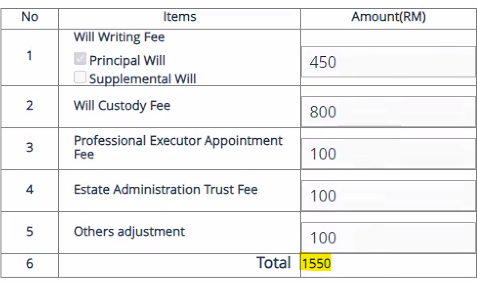 No Items Amount(RM)
1 Will Writing Fee
Principal Will
Supplemental Will
450
2 Will Custody Fee 800
3 Professional Executor Appointment
Fee
100
4 Estate Administration Trust Fee 100
5 Others adjustment 100
6 Total 1550